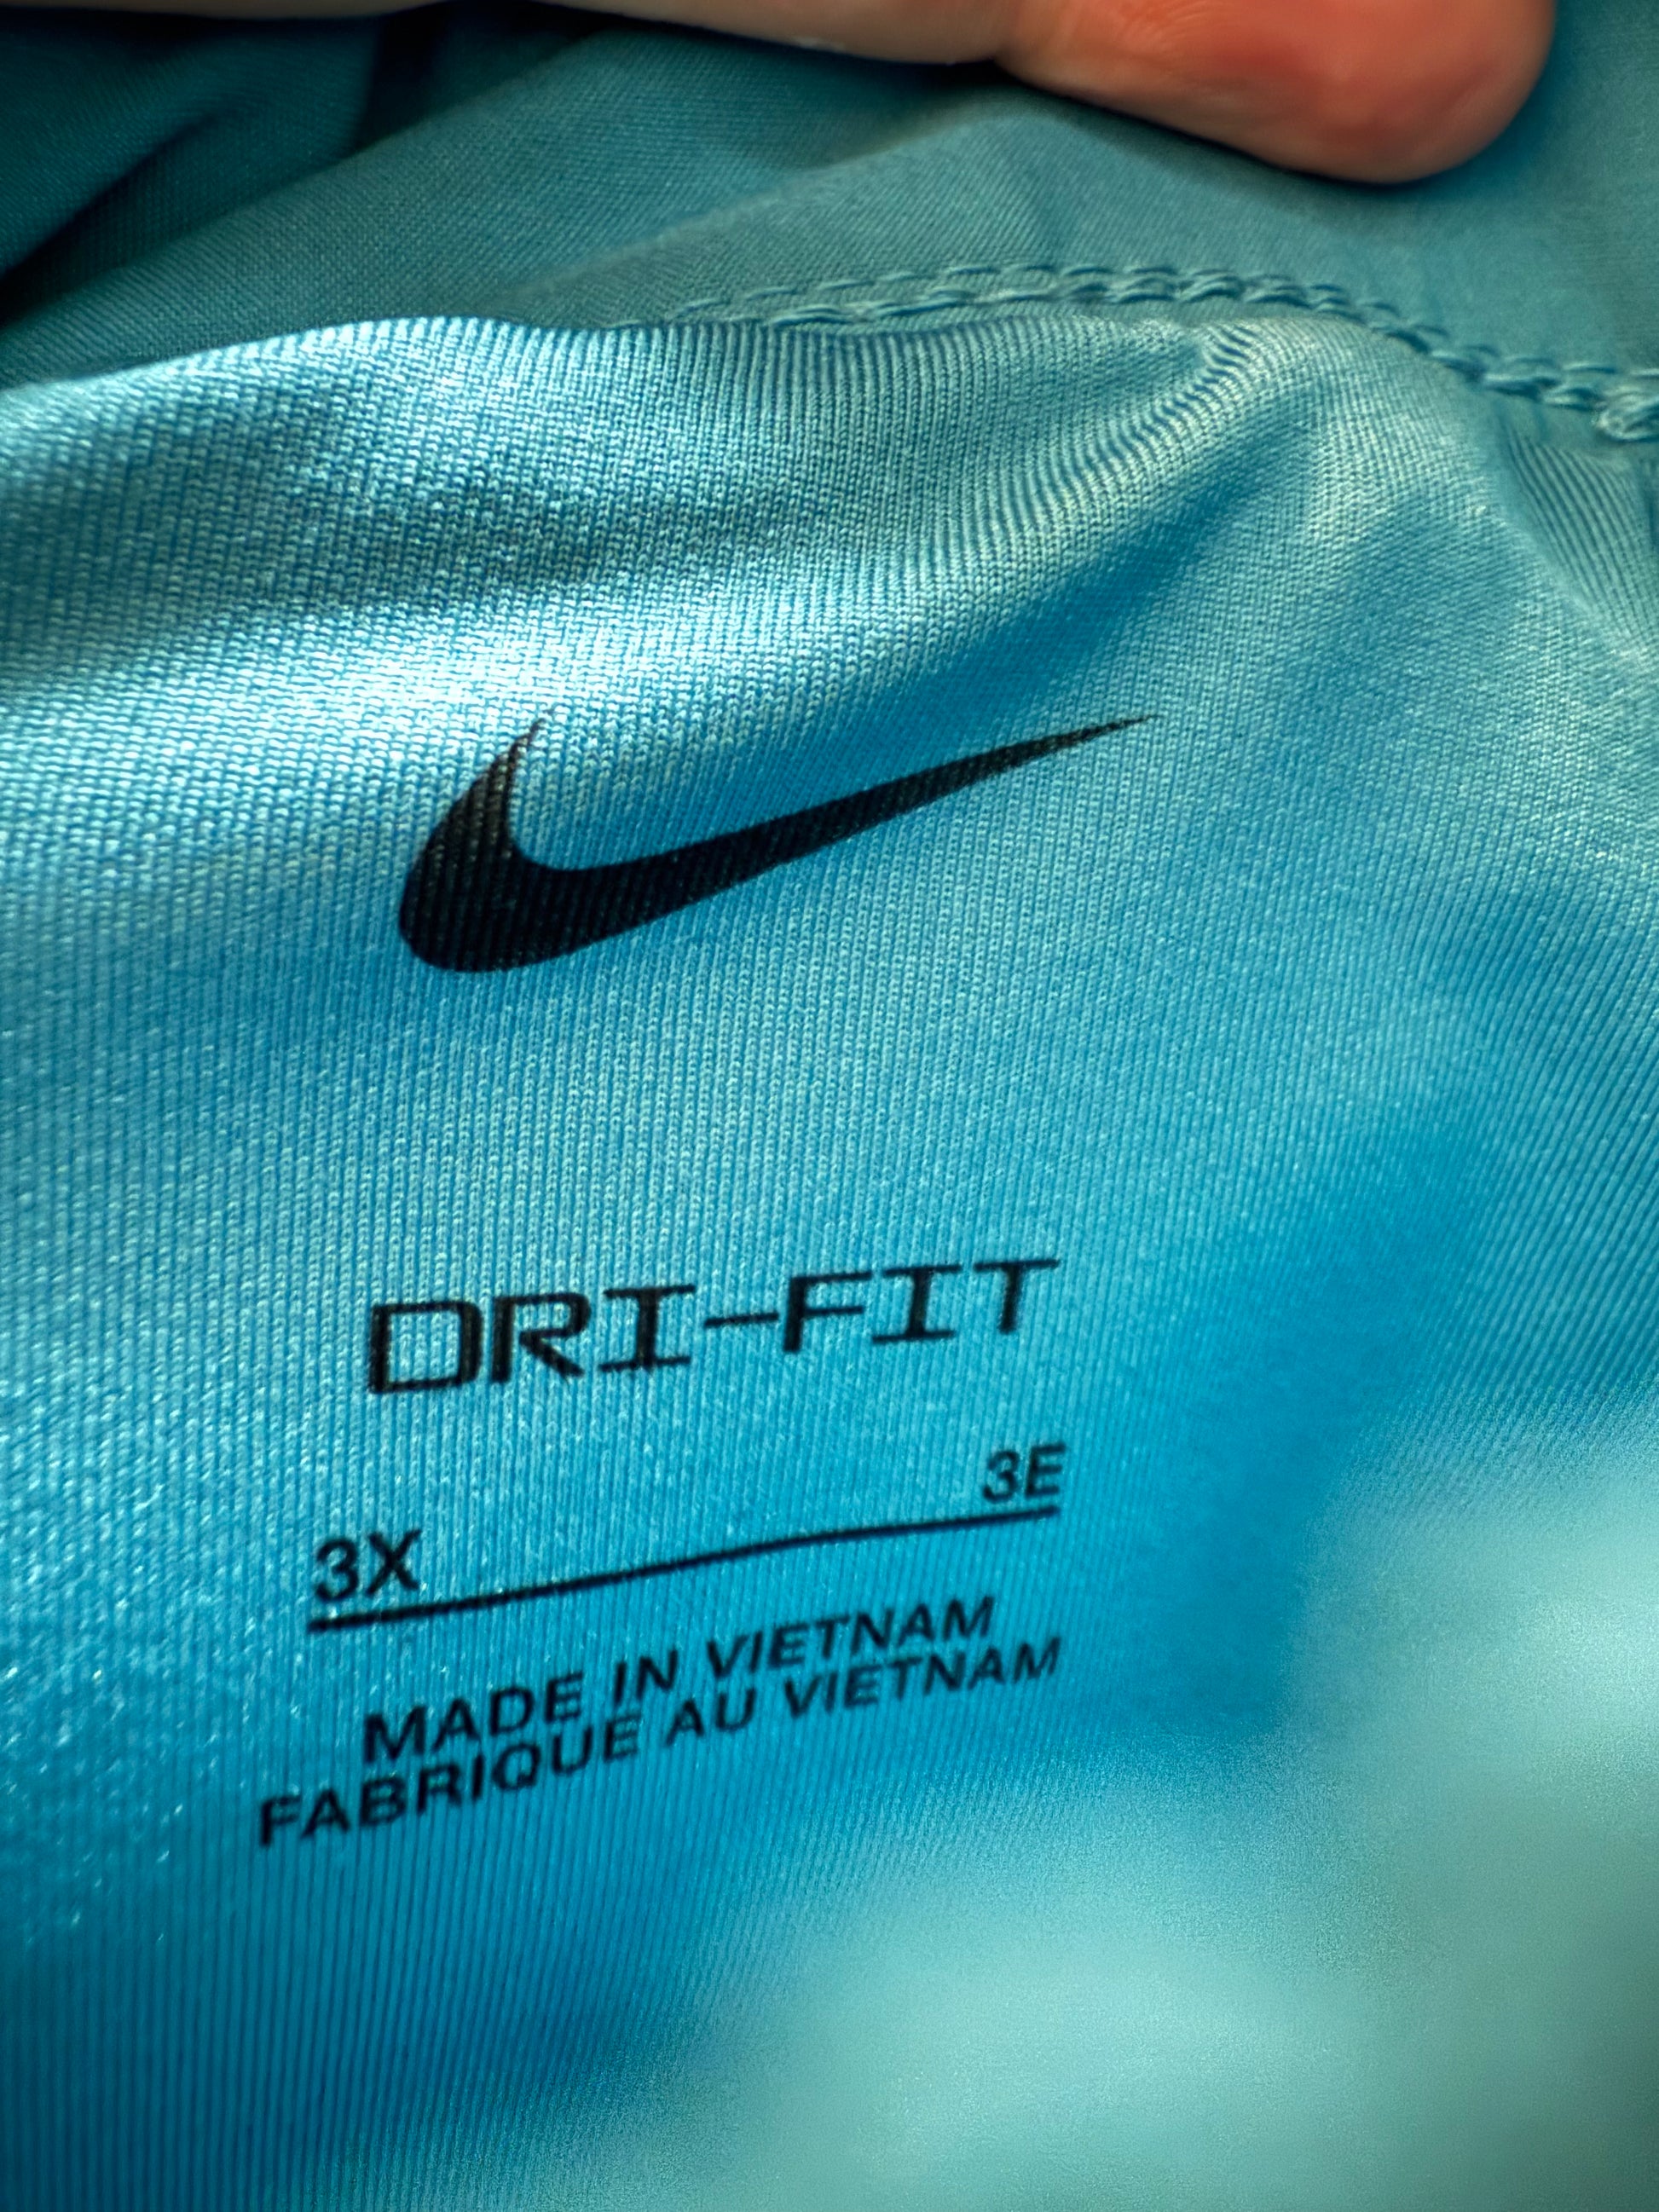 DRI-FIT
3X 3E
MADE IN VIETNAM
FABRIQUE AU VIETNAM